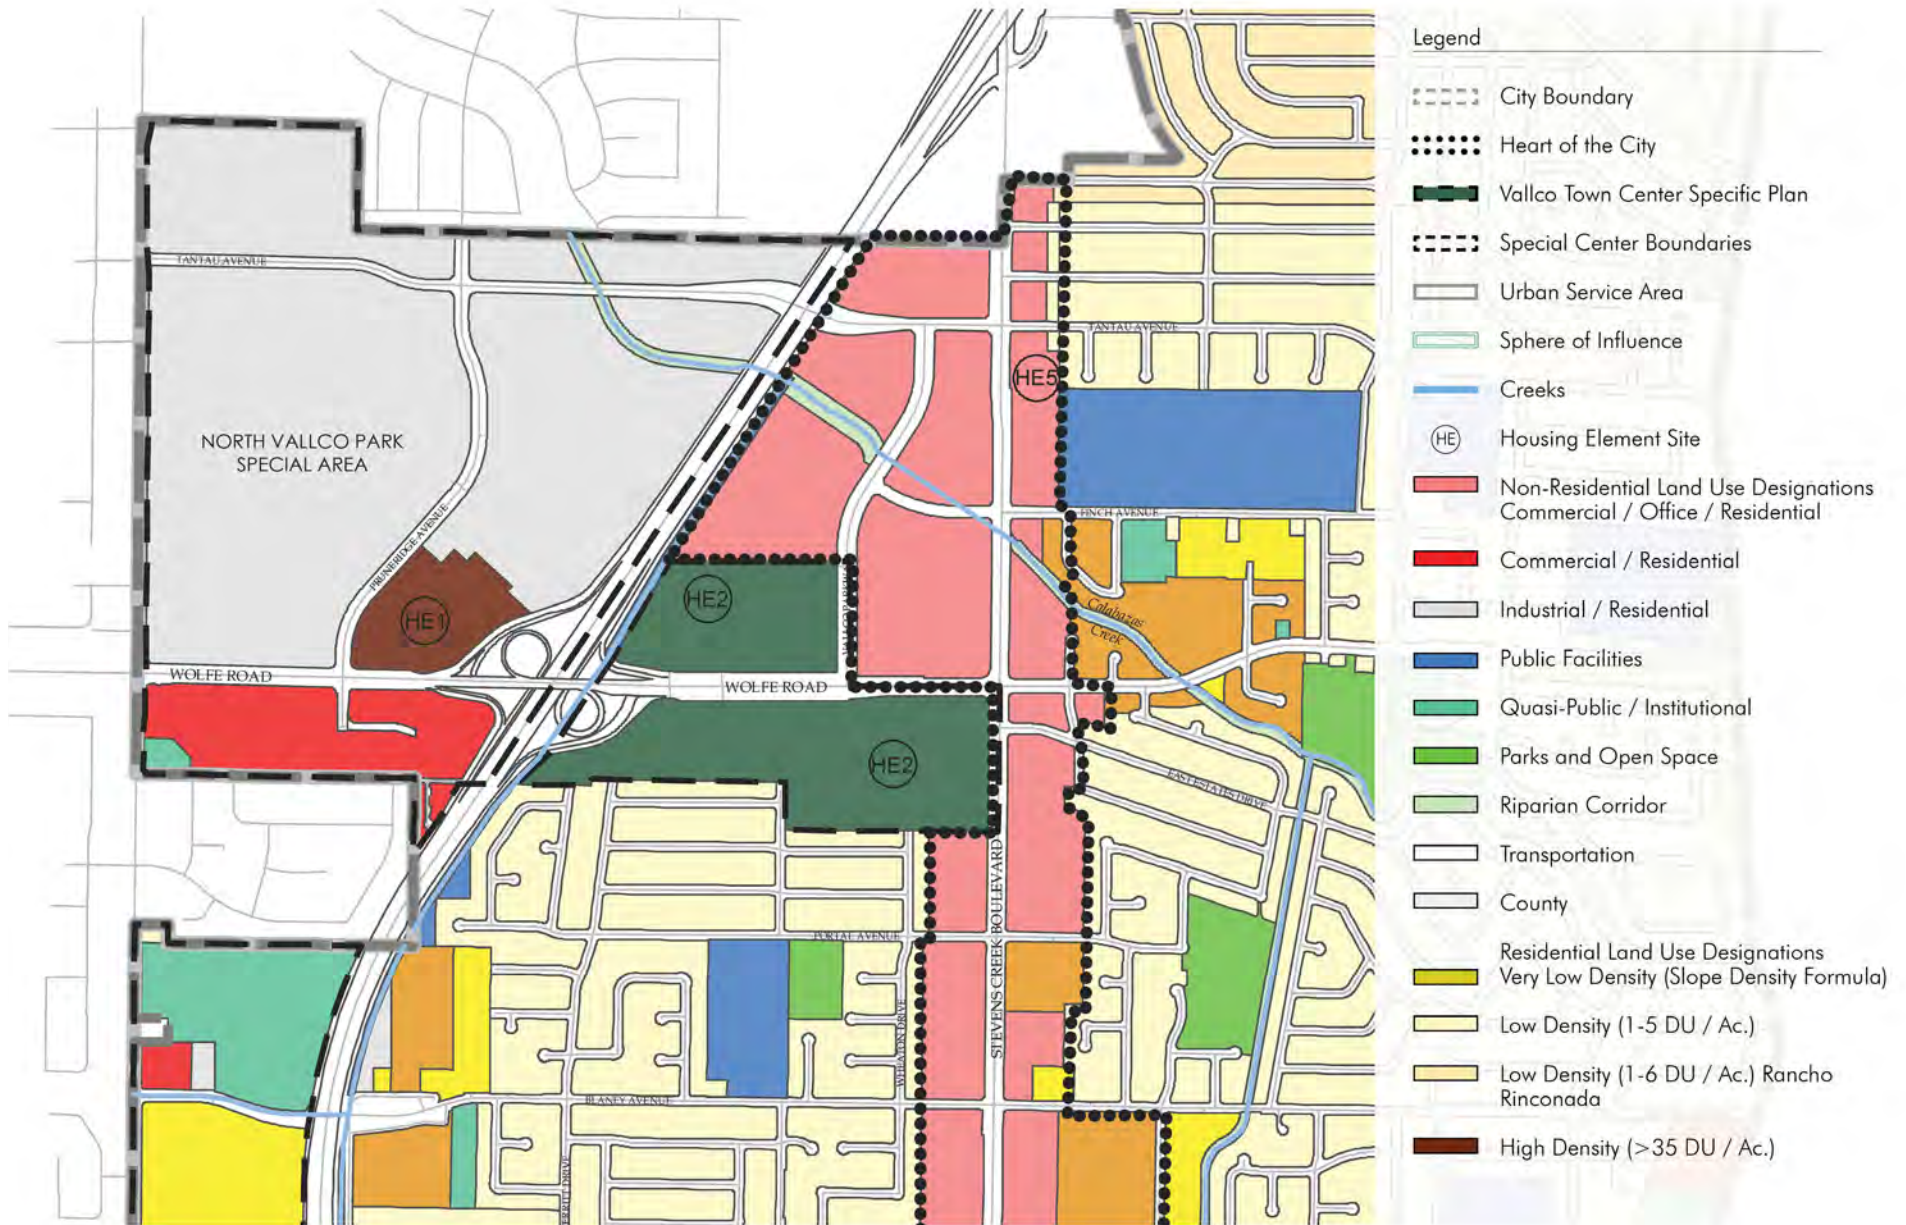 Legend
City Boundary
Heart of the City
Vallco Town Center Specific Plan
Special Center Boundaries
Urban Service Area
Sphere of Influence
Creeks
HE
Housing Element Site
Non-Residential Land Use Designations
Commercial / Office / Residential
Commercial / Residential
Industrial / Residential
Public Facilities
Quasi-Public / Institutional
Parks and Open Space
Riparian Corridor
Transportation
County
Residential Land Use Designations
Very Low Density (Slope Density Formula)
Low Density (1-5 DU / Ac.)
Low Density (1-6 DU / Ac.) Rancho
Rinconada
High Density (>35 DU / Ac.)
TANTAU AVENUE
TANTAU AVENUE
HE5
NORTH VALLCO PARK
SPECIAL AREA
PRUNERIDGE AVENUE
FINCH AVENUE
HE1
HE2
Calabazas
Creek
WOLFE ROAD
WOLFE ROAD
HE2
EAST ESTATES DRIVE
STEVENS CREEK BOULEVARD
PORTAL AVENUE
WHEATON DRIVE
BLANEY AVENUE
DRIVE